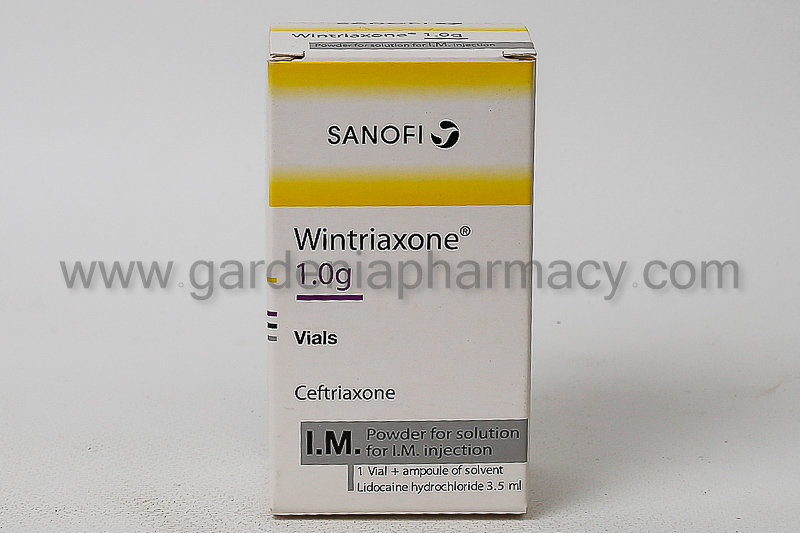 SANOFI
Wintriaxone® 1.0g
Powder for solution for I.M. injection
SANOFI
Wintriaxone®
www.gardeniapharmacy.com
1.0g
Vials
Ceftriaxone
I.M. Powder for solution
for I.M. injection
1 Vial + ampoule of solvent
Lidocaine hydrochloride 3.5 ml